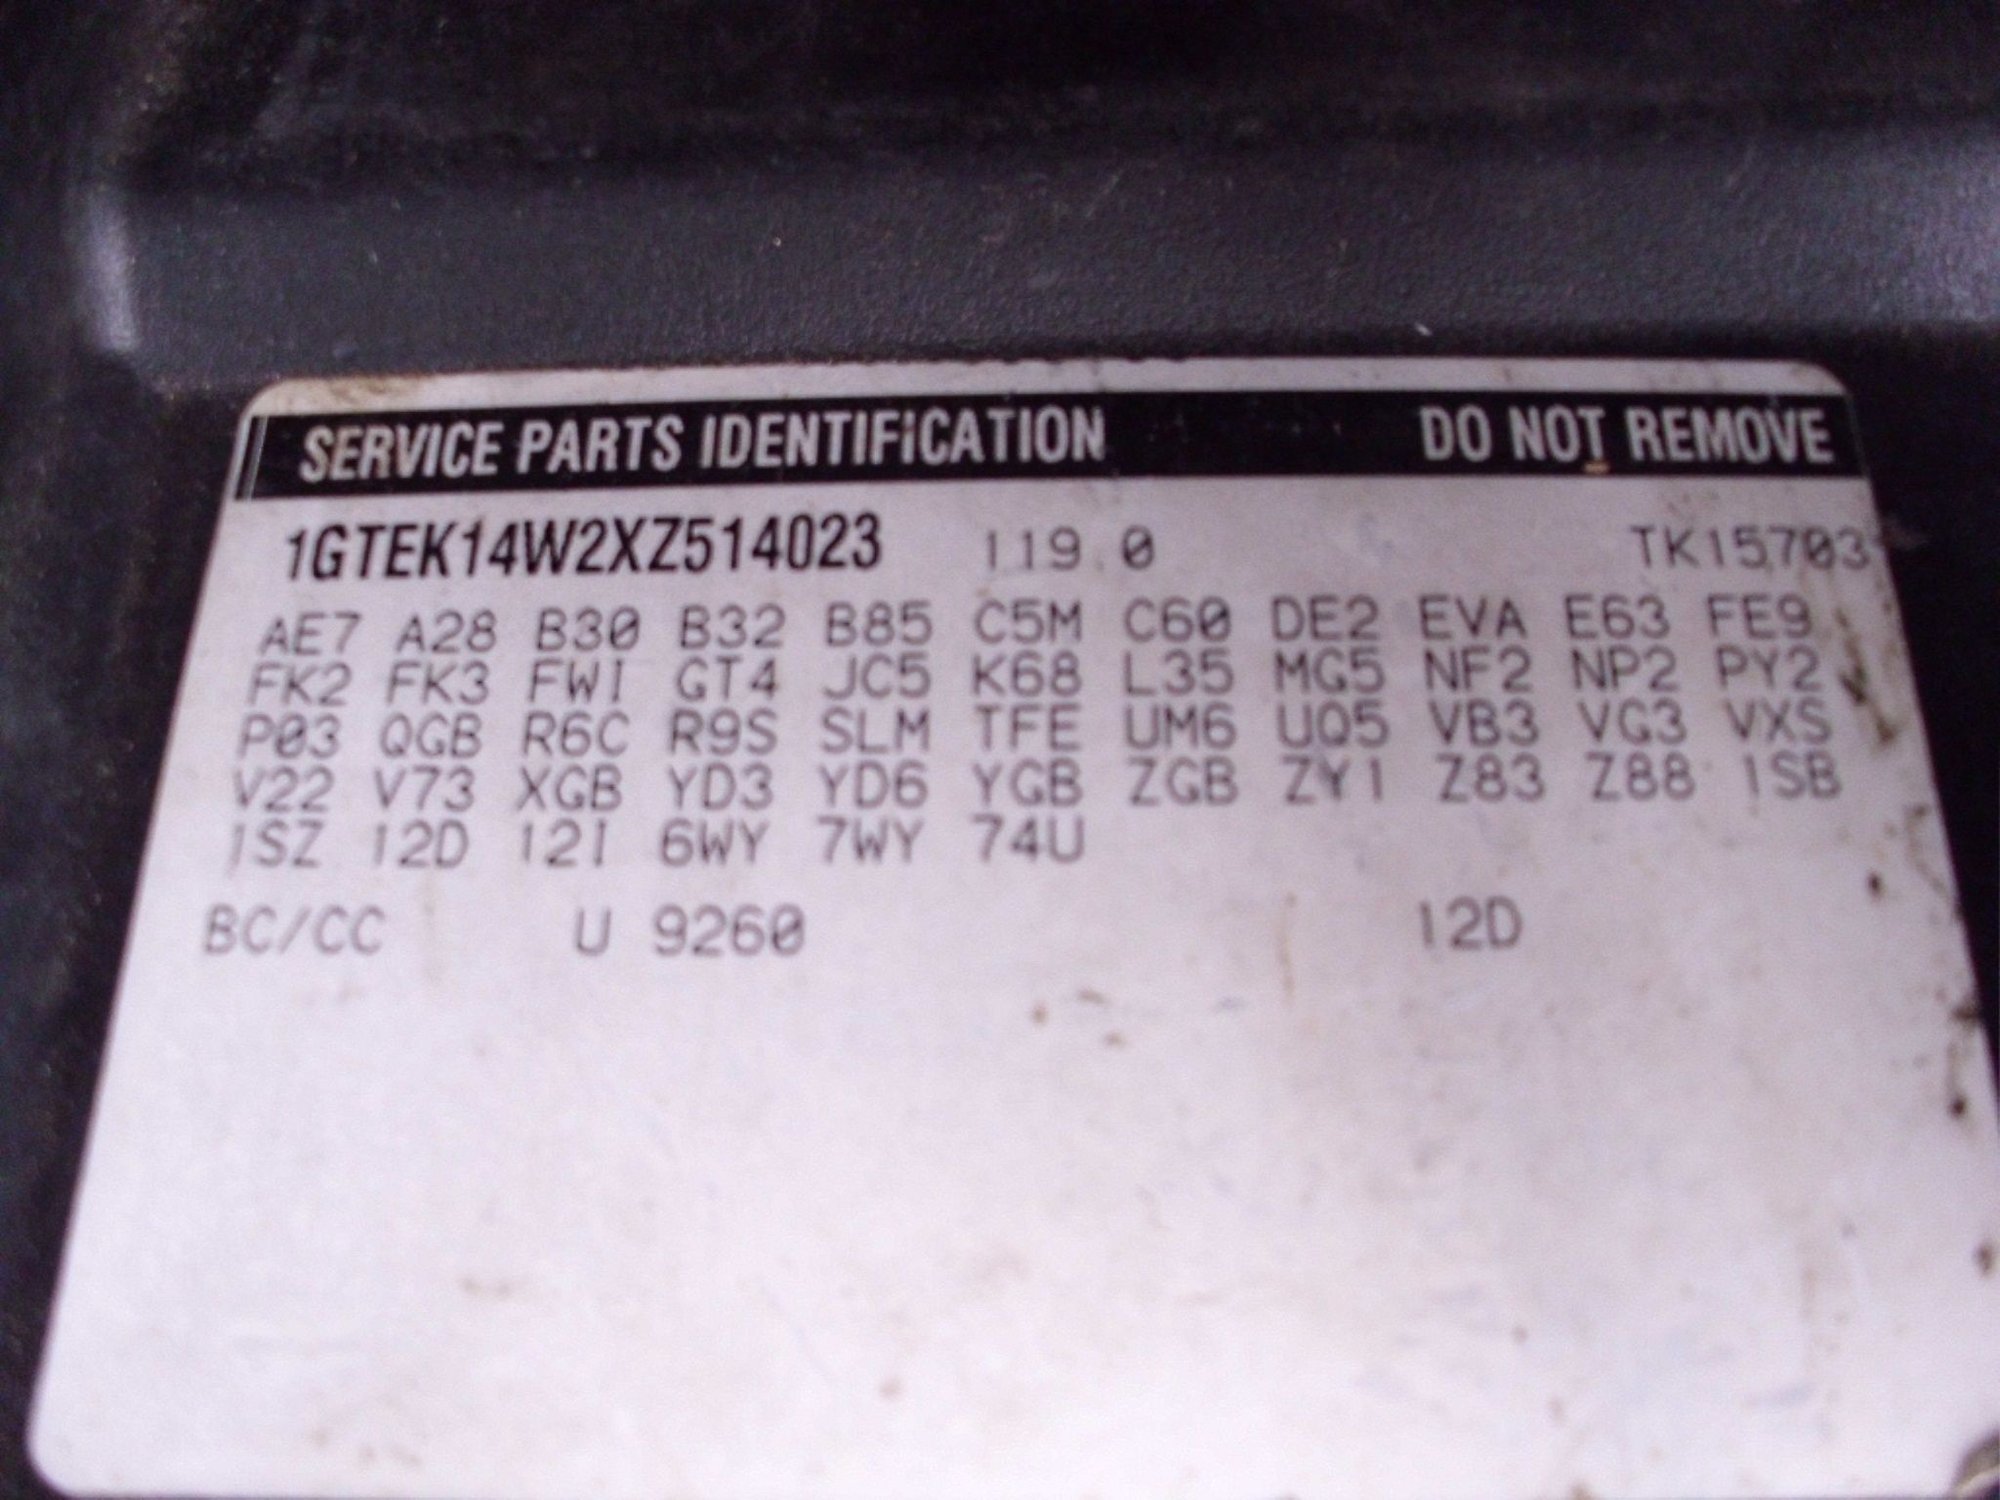 SERVICE PARTS IDENTIFICATION DO NOT REMOVE
1GTEK14W2XZ514023 119.0 TK15703
AE7 A28 B30 B32 B85 C5M C60 DE2 EVA E63 FE9
FK2 FK3 FW1 GT4 JC5 K68 L35 MG5 NF2 NP2 PY2
P03 QGB R6C R9S SLM TFE UM6 UQ5 VB3 VG3 VXS
V22 V73 XGB YD3 YD6 YGB ZGB ZY1 Z83 Z88 1SB
1SZ 12D 12I 6WY 7WY 74U
BC/CC U 9260 12D